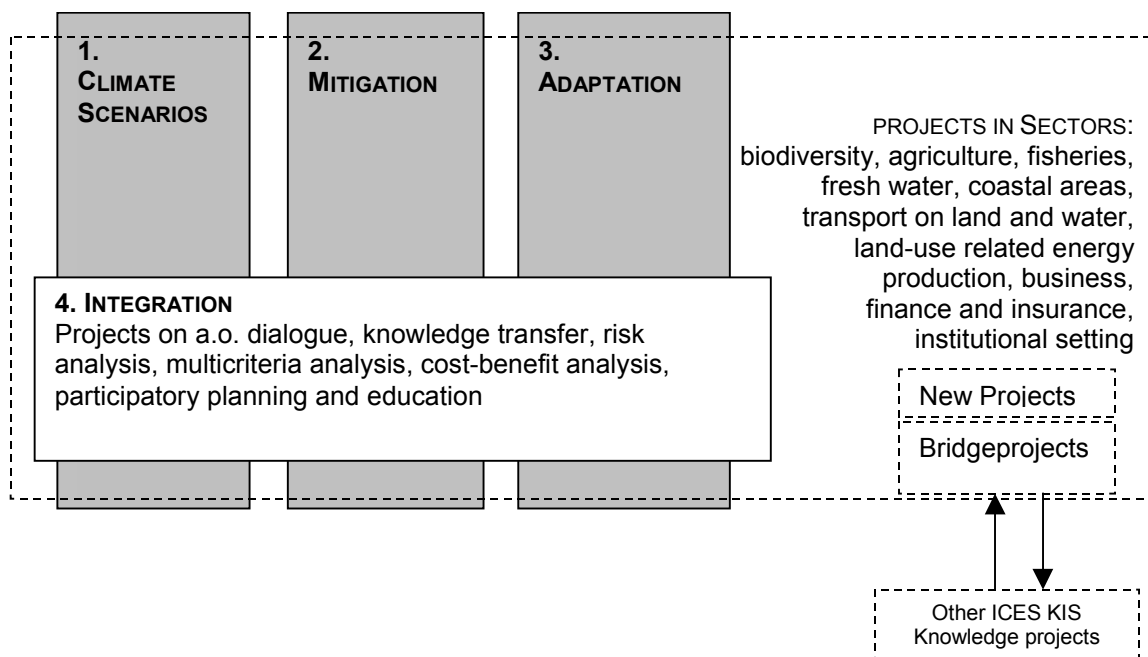 1.
CLIMATE
SCENARIOS
2.
MITIGATION
3.
ADAPTATION
PROJECTS IN SECTORS:
biodiversity, agriculture, fisheries,
fresh water, coastal areas,
transport on land and water,
land-use related energy
production, business,
finance and insurance,
institutional setting
4. INTEGRATION
Projects on a.o. dialogue, knowledge transfer, risk
analysis, multicriteria analysis, cost-benefit analysis,
participatory planning and education
New Projects
Bridgeprojects
Other ICES KIS
Knowledge projects